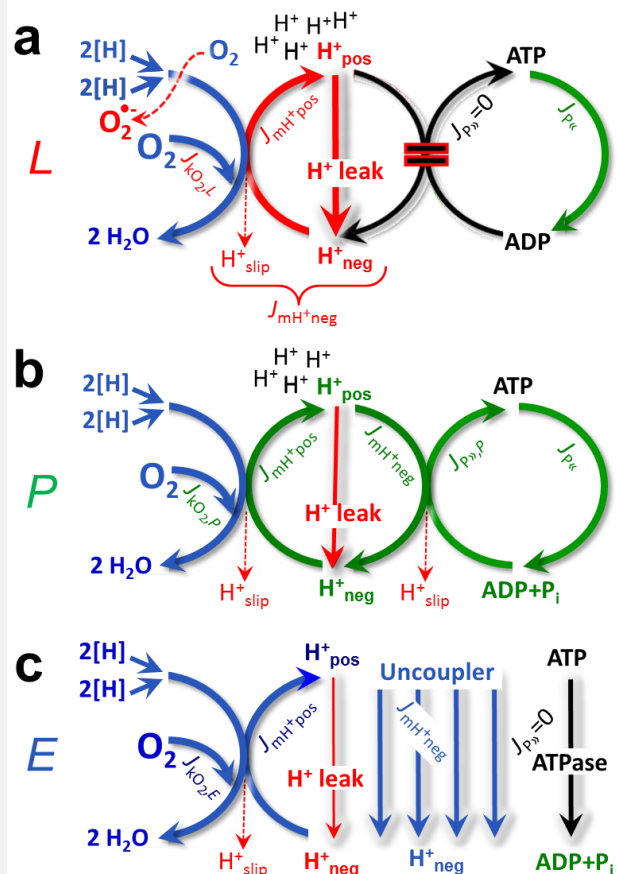 a
H⁺ H⁺ H⁺
H⁺ H⁺ H⁺pos
2[H]
2[H]
O₂
O₂•-
O₂
JkO₂,L
JmH⁺pos
L
H⁺ leak
JP»=0
ATP
JP«
2 H₂O
H⁺slip
H⁺neg
ADP
JmH⁺neg
b
H⁺ H⁺
H⁺ H⁺ H⁺pos
2[H]
2[H]
ATP
P
O₂
JkO₂,P
JmH⁺pos
JmH⁺neg
JP»,P
JP«
H⁺ leak
2 H₂O
H⁺slip
H⁺neg
H⁺slip
ADP+Pi
c
2[H]
2[H]
H⁺pos
Uncoupler
ATP
E
O₂
JkO₂,E
JmH⁺pos
JmH⁺neg
JP»=0
H⁺ leak
ATPase
2 H₂O
H⁺slip
H⁺neg
H⁺neg
ADP+Pi